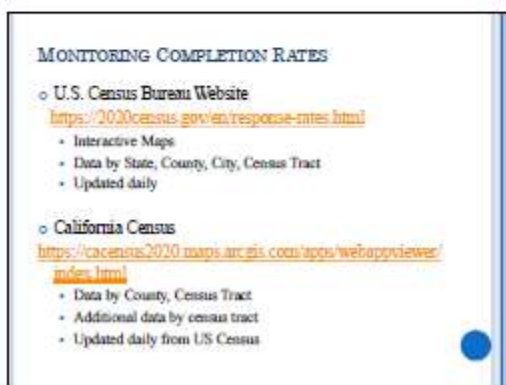 MONITORING COMPLETION RATES
U.S. Census Bureau Website
https://2020census.gov/en/response-rates.html
Interactive Maps
Data by State, County, City, Census Tract
Updated daily
California Census
https://cacensus2020.maps.arcgis.com/apps/webappviewer/
index.html
Data by County, Census Tract
Additional data by census tract
Updated daily from US Census